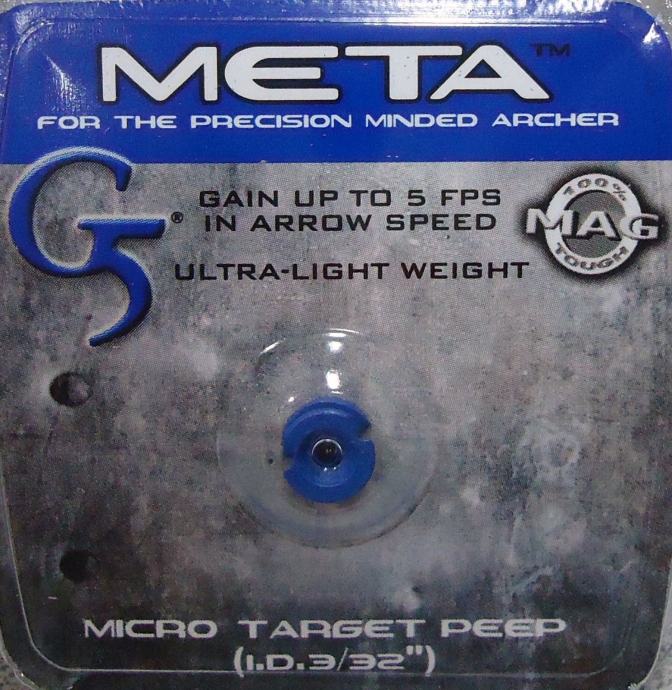 META™
FOR THE PRECISION MINDED ARCHER
G5®
GAIN UP TO 5 FPS
IN ARROW SPEED
ULTRA-LIGHT WEIGHT
100%
MAG
TOUGH
MICRO TARGET PEEP
(I.D.3/32")